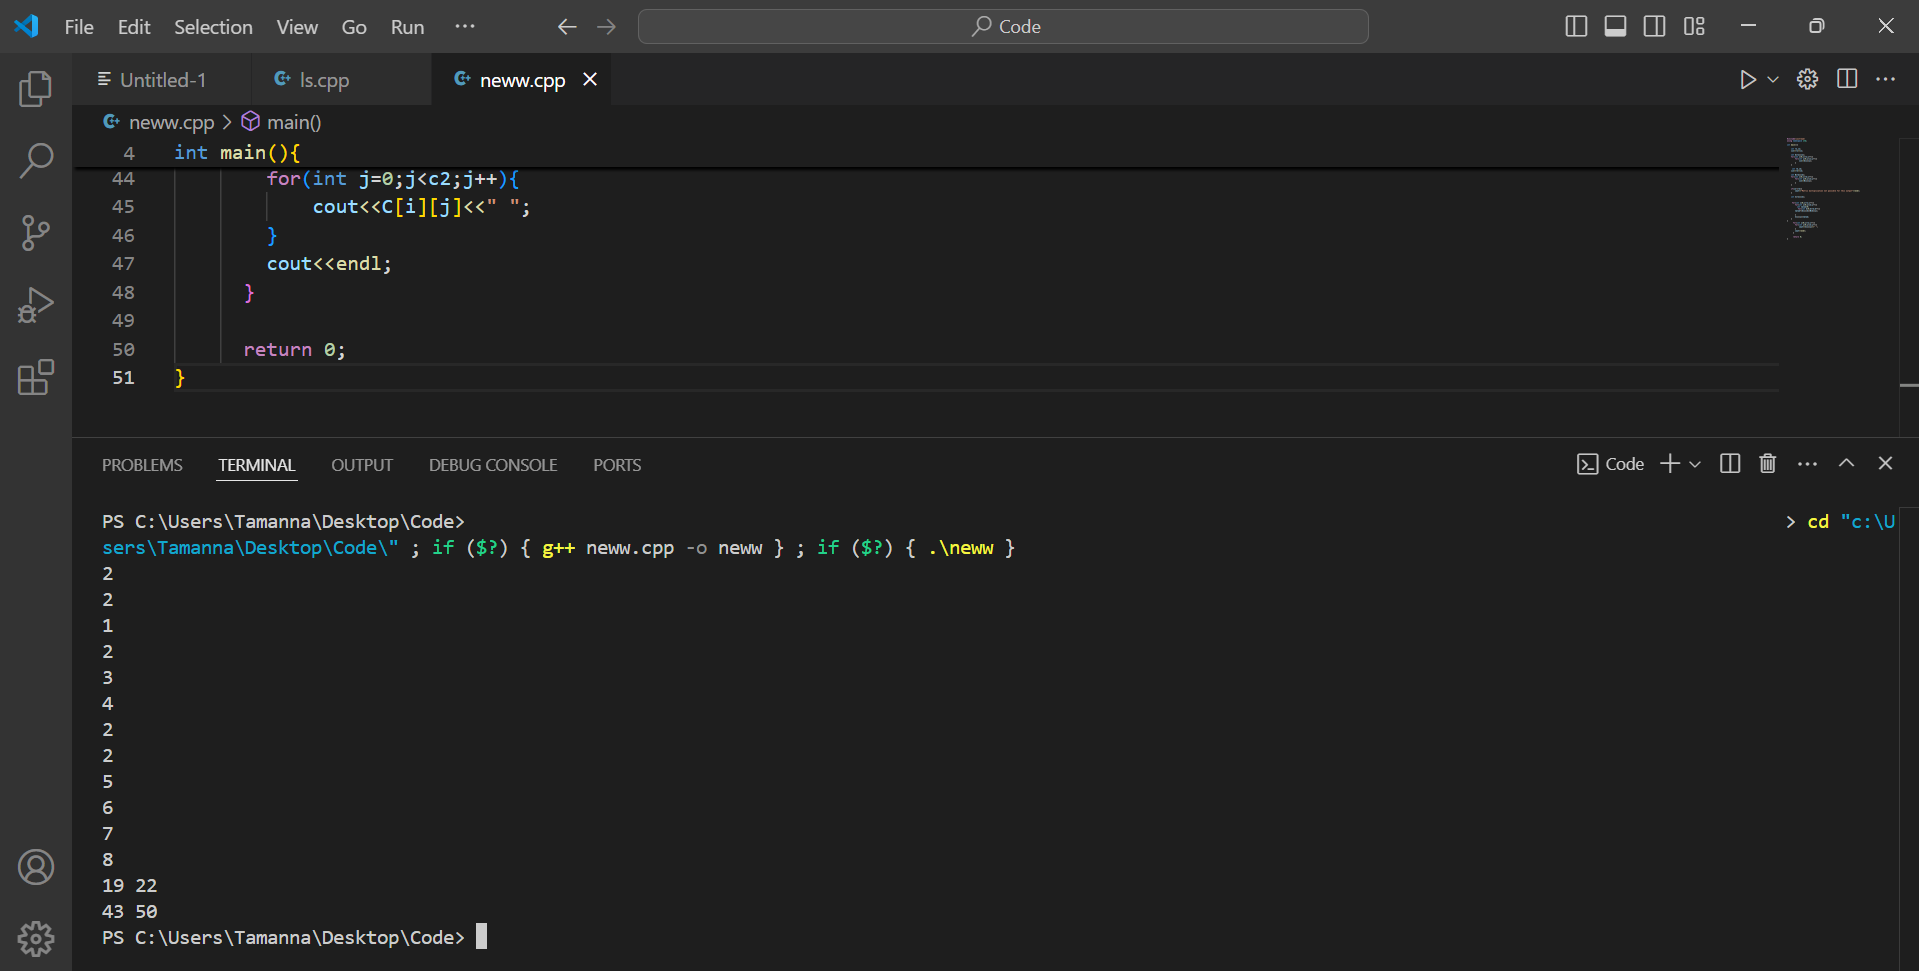 File Edit Selection View Go Run ··· Code
Untitled-1 ls.cpp neww.cpp
neww.cpp > main()
4 int main(){
44 for(int j=0;j<c2;j++){
45 cout<<C[i][j]<<" ";
46 }
47 cout<<endl;
48 }
49
50 return 0;
51 }
PROBLEMS TERMINAL OUTPUT DEBUG CONSOLE PORTS Code
PS C:\Users\Tamanna\Desktop\Code> > cd "c:\U
sers\Tamanna\Desktop\Code\" ; if ($?) { g++ neww.cpp -o neww } ; if ($?) { .\neww }
2
2
1
2
3
4
2
2
5
6
7
8
19 22
43 50
PS C:\Users\Tamanna\Desktop\Code>